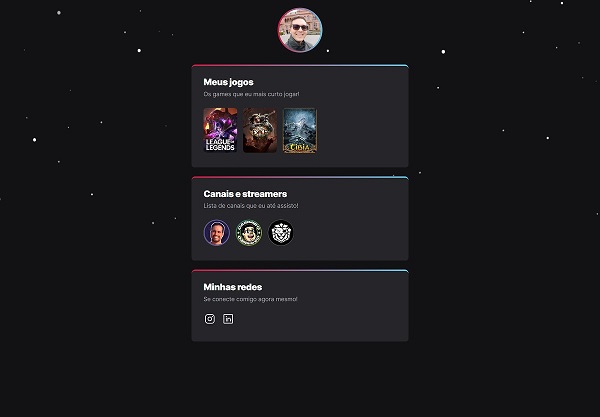 Meus jogos
Os games que eu mais curto jogar!
LEAGUE OF
LEGENDS
TIBIA
Canais e streamers
Lista de canais que eu até assisto!
Minhas redes
Se conecte comigo agora mesmo!
in